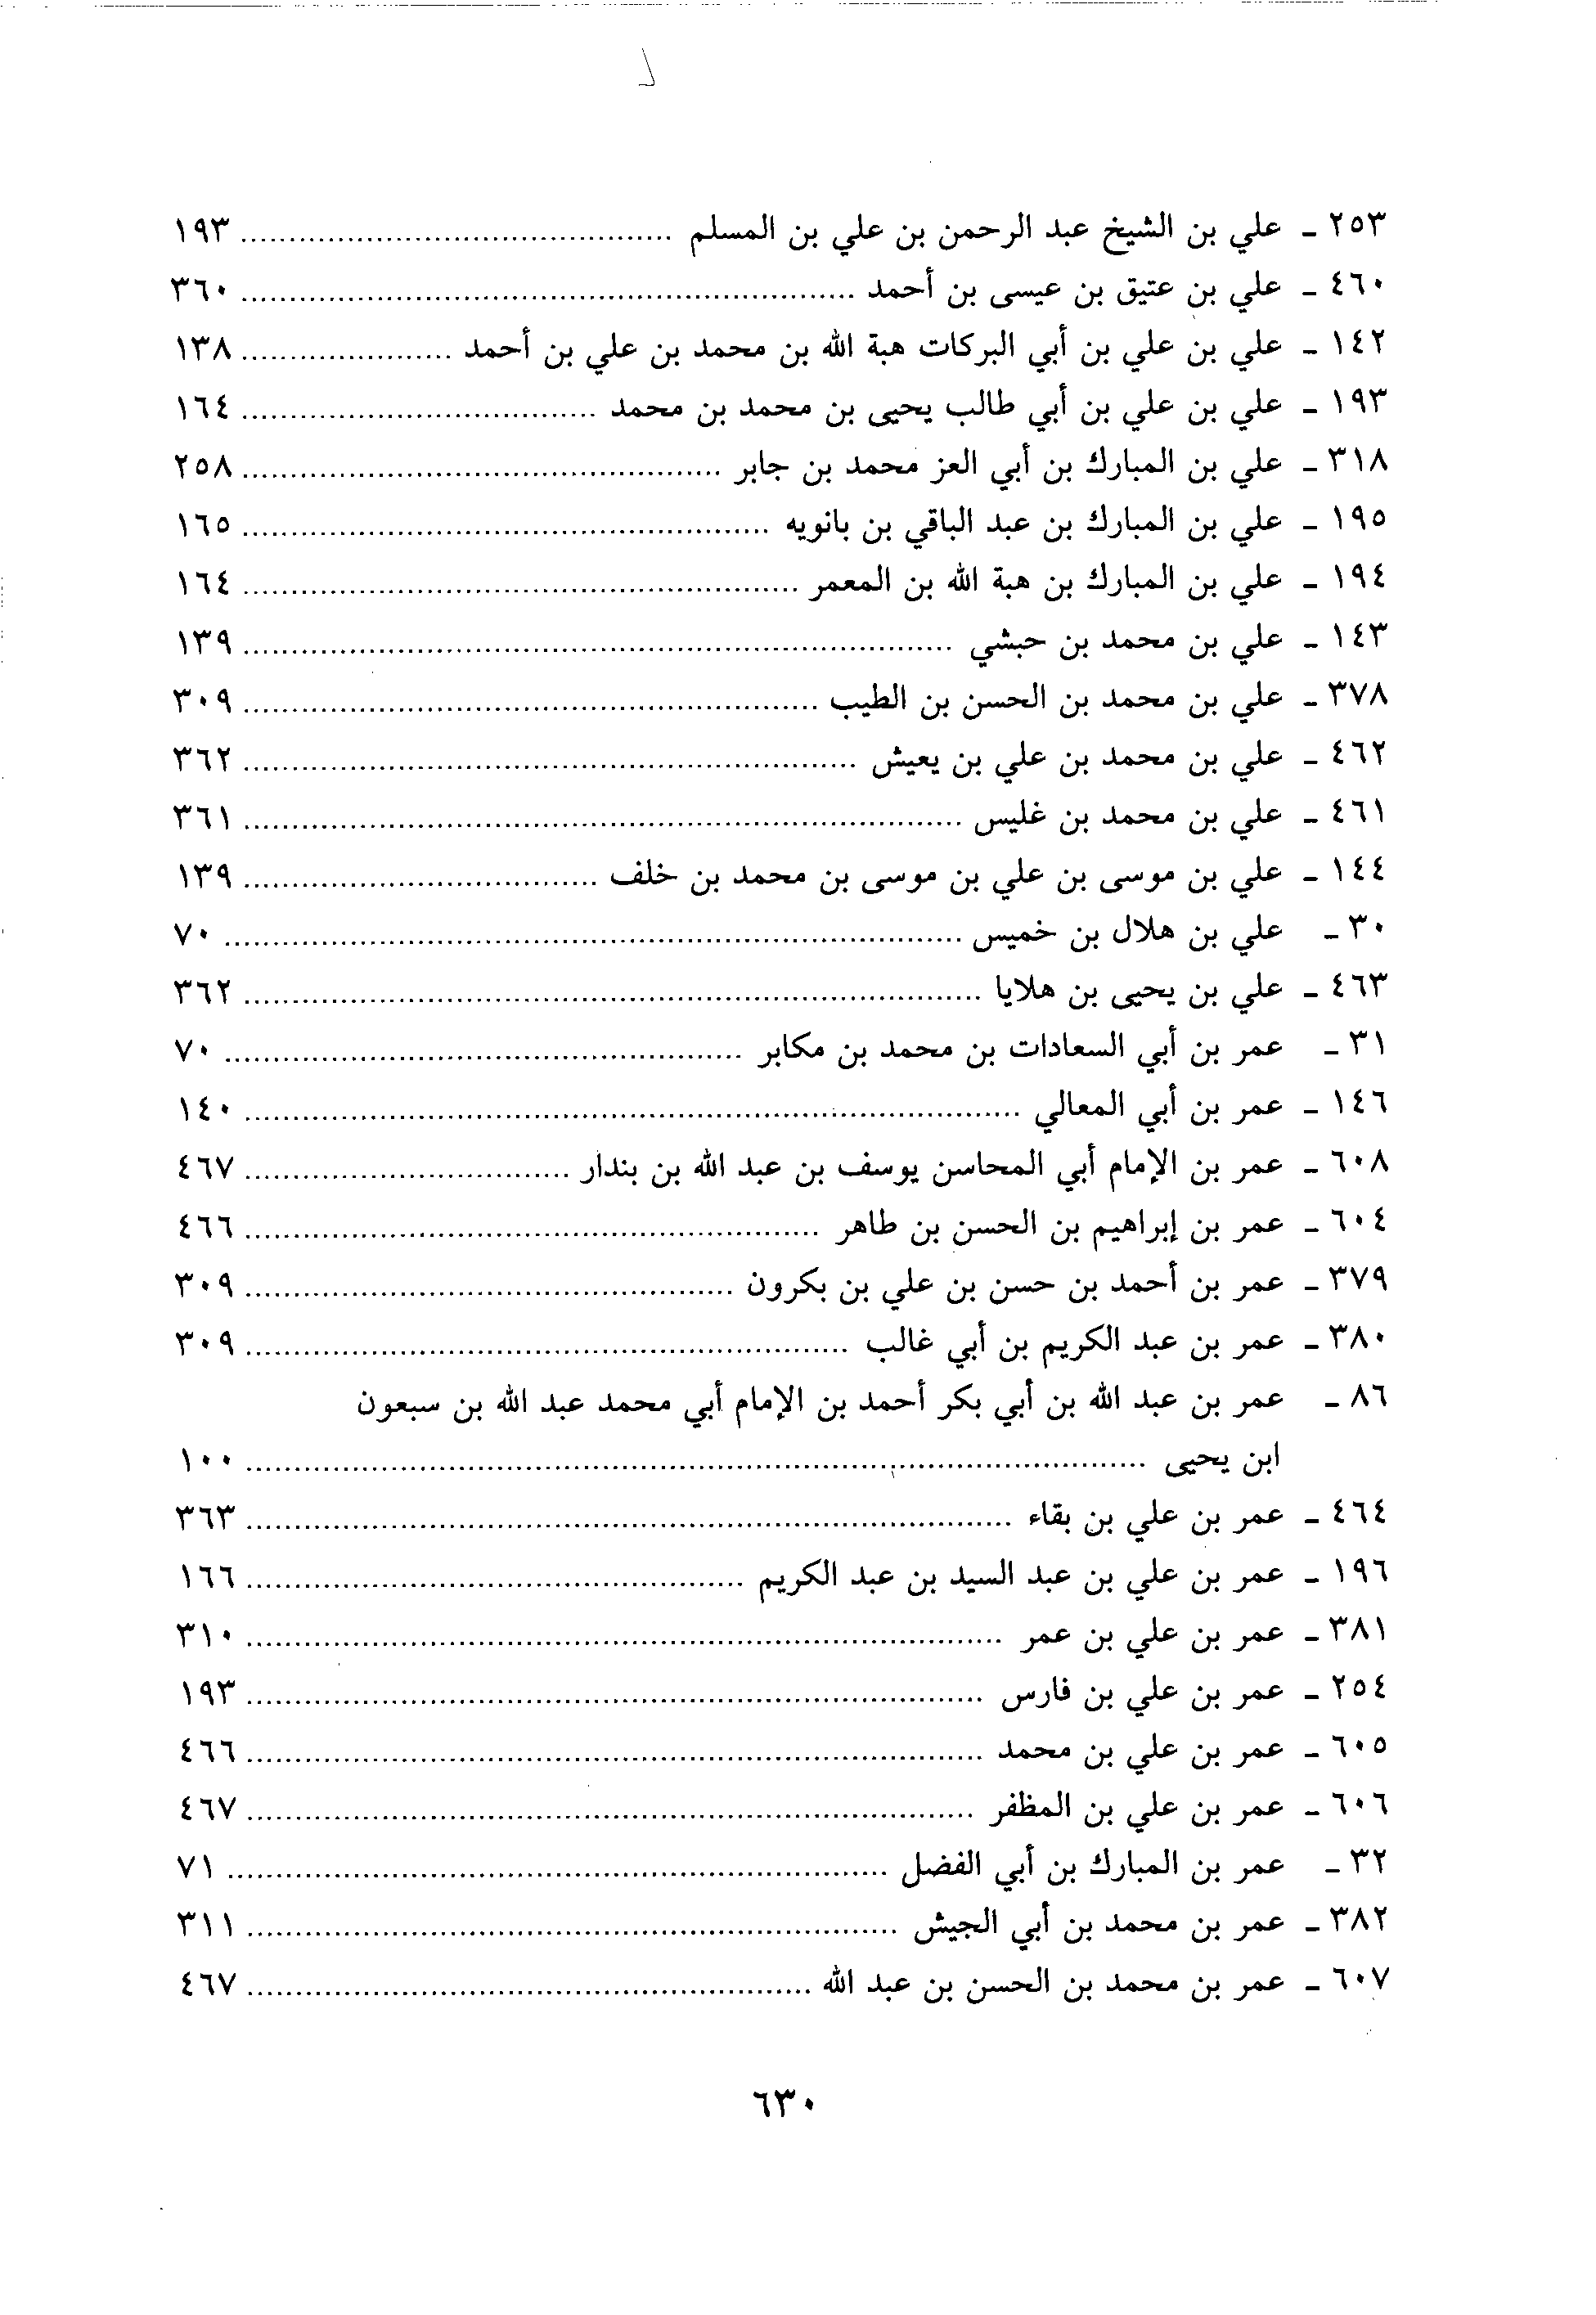 ٢٥٣ - علي بن الشيخ عبد الرحمن بن علي بن المسلم ........ ١٩٣
٤٦٠ - علي بن عتيق بن عيسى بن أحمد ........ ٣٦٠
١٤٢ - علي بن علي بن أبي البركات هبة الله بن محمد بن علي بن أحمد ........ ١٣٨
١٩٣ - علي بن علي بن أبي طالب يحيى بن محمد بن محمد ........ ١٦٤
٣١٨ - علي بن المبارك بن أبي العز محمد بن جابر ........ ٢٥٨
١٩٥ - علي بن المبارك بن عبد الباقي بن بانويه ........ ١٦٥
١٩٤ - علي بن المبارك بن هبة الله بن المعمر ........ ١٦٤
١٤٣ - علي بن محمد بن حبشي ........ ١٣٩
٣٧٨ - علي بن محمد بن الحسن بن الطيب ........ ٣٠٩
٤٦٢ - علي بن محمد بن علي بن يعيش ........ ٣٦٢
٤٦١ - علي بن محمد بن غليس ........ ٣٦١
١٤٤ - علي بن موسى بن علي بن موسى بن محمد بن خلف ........ ١٣٩
٣٠ - علي بن هلال بن خميس ........ ٧٠
٤٦٣ - علي بن يحيى بن هلايا ........ ٣٦٢
٣١ - عمر بن أبي السعادات بن محمد بن مكابر ........ ٧٠
١٤٦ - عمر بن أبي المعالي ........ ١٤٠
٦٠٨ - عمر بن الإمام أبي المحاسن يوسف بن عبد الله بن بندار ........ ٤٦٧
٦٠٤ - عمر بن إبراهيم بن الحسن بن طاهر ........ ٤٦٦
٣٧٩ - عمر بن أحمد بن حسن بن علي بن بكرون ........ ٣٠٩
٣٨٠ - عمر بن عبد الكريم بن أبي غالب ........ ٣٠٩
٨٦ - عمر بن عبد الله بن أبي بكر أحمد بن الإمام أبي محمد عبد الله بن سبعون
ابن يحيى ........ ١٠٠
٤٦٤ - عمر بن علي بن بقاء ........ ٣٦٣
١٩٦ - عمر بن علي بن عبد السيد بن عبد الكريم ........ ١٦٦
٣٨١ - عمر بن علي بن عمر ........ ٣١٠
٢٥٤ - عمر بن علي بن فارس ........ ١٩٣
٦٠٥ - عمر بن علي بن محمد ........ ٤٦٦
٦٠٦ - عمر بن علي بن المظفر ........ ٤٦٧
٣٢ - عمر بن المبارك بن أبي الفضل ........ ٧١
٣٨٢ - عمر بن محمد بن أبي الجيش ........ ٣١١
٦٠٧ - عمر بن محمد بن الحسن بن عبد الله ........ ٤٦٧
٦٣٠